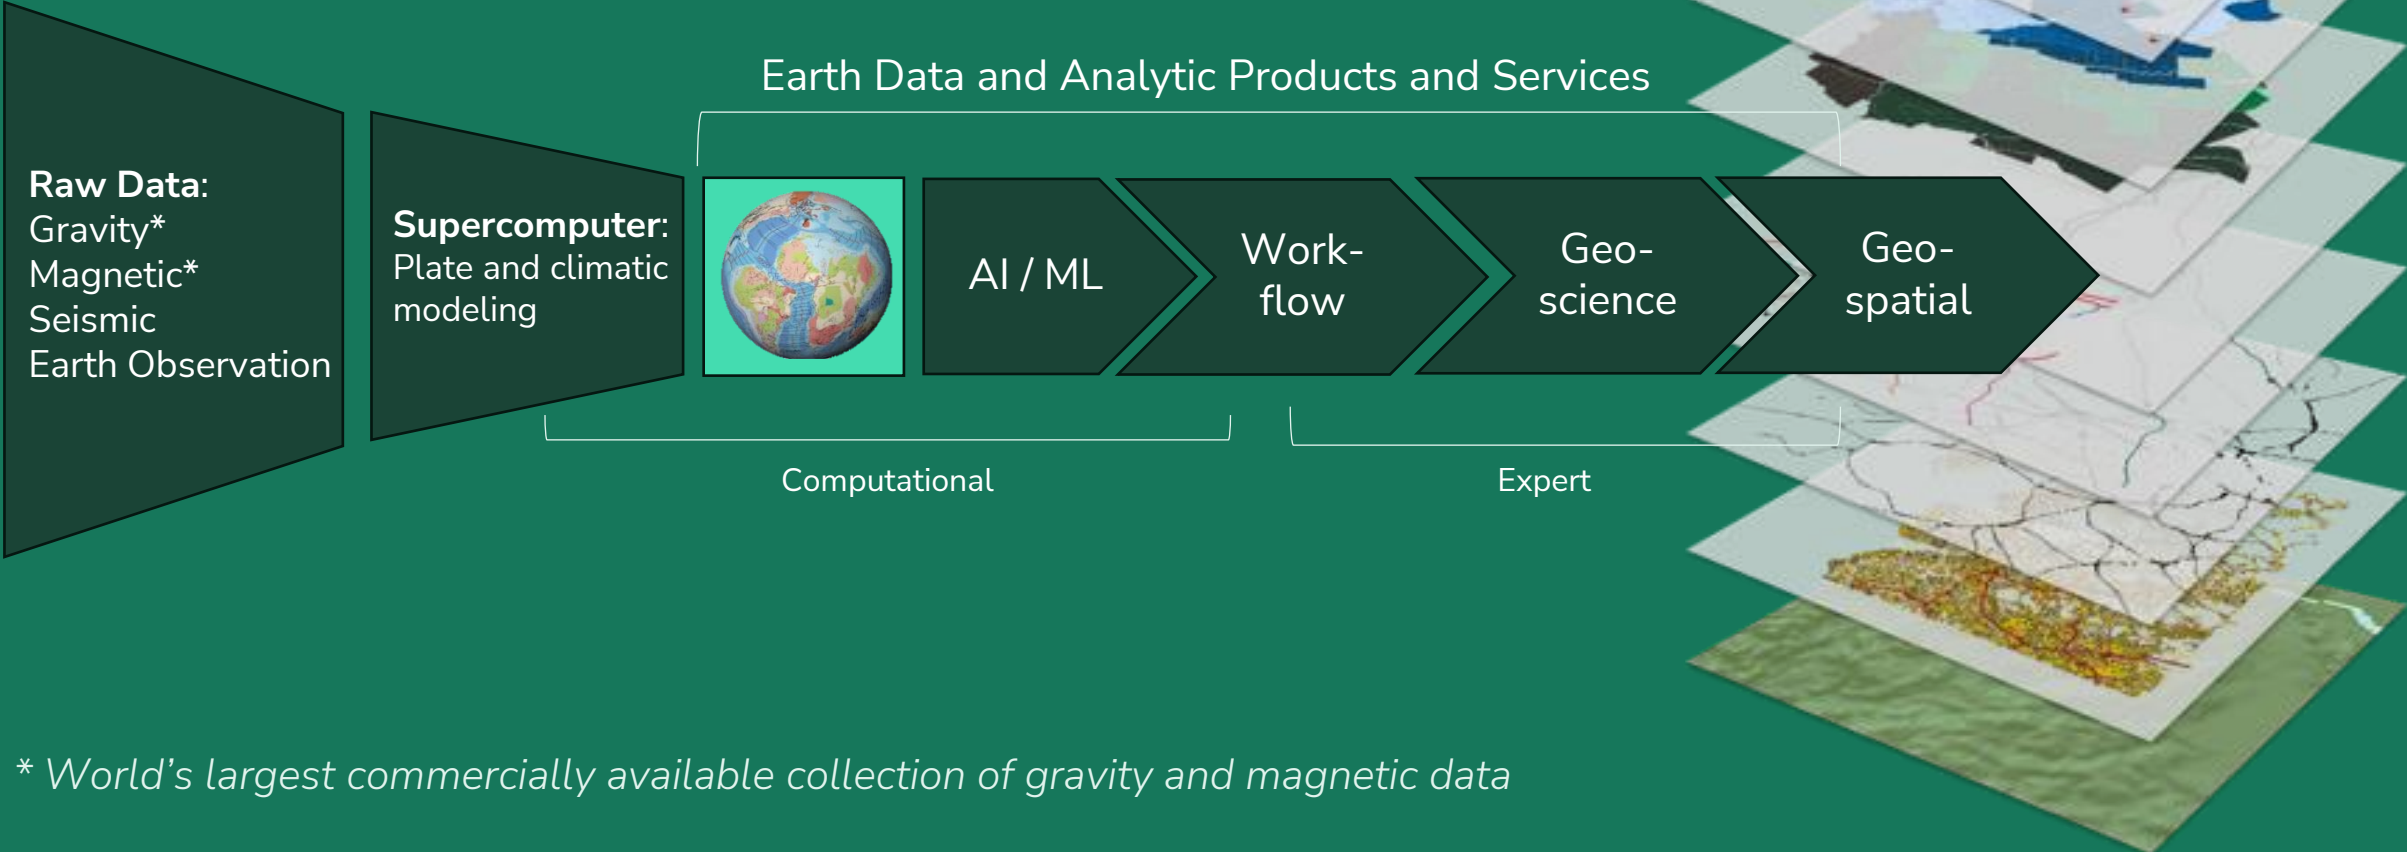 Earth Data and Analytic Products and Services
Raw Data:
Gravity*
Magnetic*
Seismic
Earth Observation
Supercomputer:
Plate and climatic
modeling
AI / ML
Work-
flow
Geo-
science
Geo-
spatial
Computational
Expert
* World’s largest commercially available collection of gravity and magnetic data